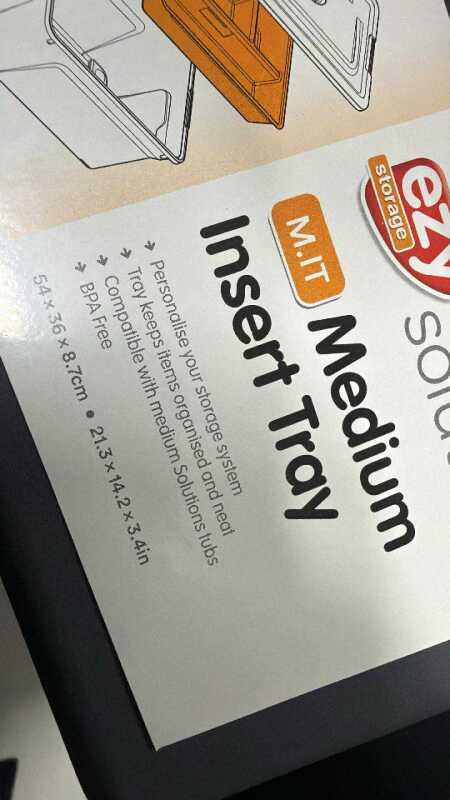 ezy
storage
M.IT Medium
Insert Tray
Personalise your storage system
Tray keeps items organised and neat
Compatible with medium Solutions tubs
BPA Free
54 x 36 x 8.7cm • 21.3 x 14.2 x 3.4in